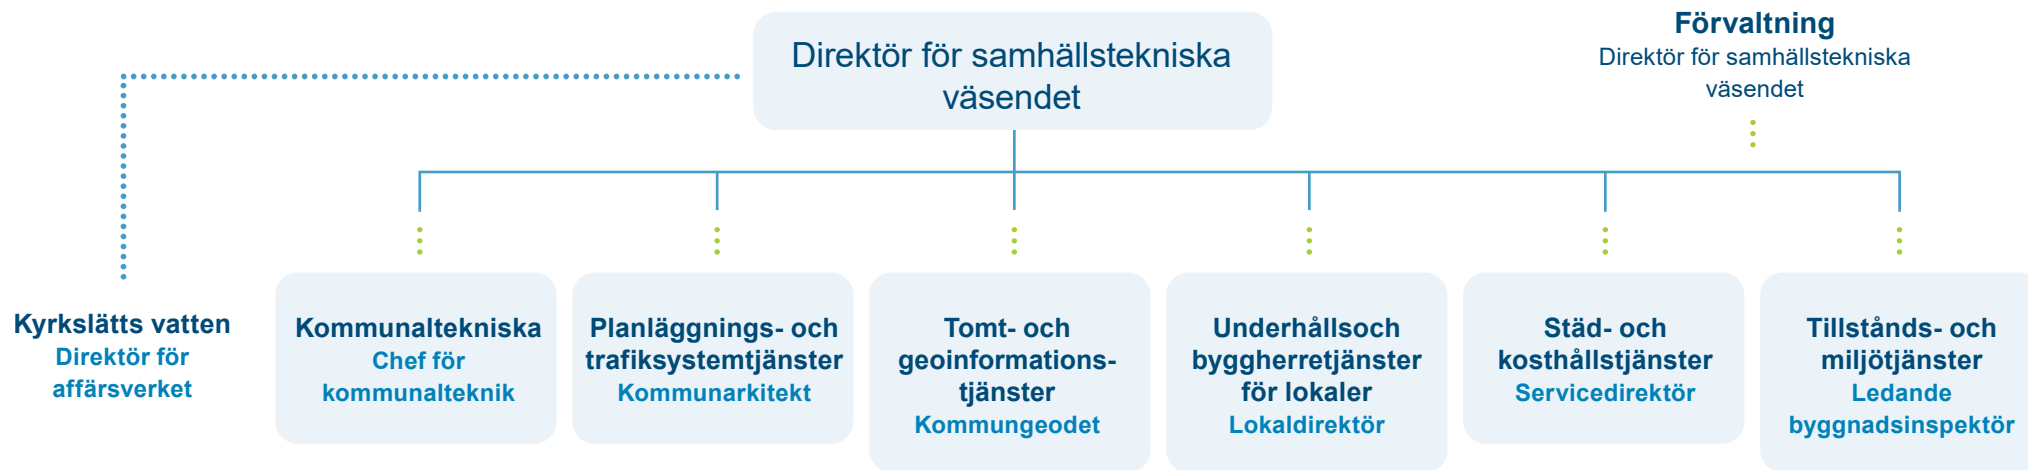 Direktör för samhällstekniska
väsendet
Förvaltning
Direktör för samhällstekniska
väsendet
Kyrkslätts vatten
Direktör för
affärsverket
Kommunaltekniska
Chef för
kommunalteknik
Planläggnings- och
trafiksystemtjänster
Kommunarkitekt
Tomt- och
geoinformations-
tjänster
Kommungeodet
Underhållsoch
byggherretjänster
för lokaler
Lokaldirektör
Städ- och
kosthållstjänster
Servicedirektör
Tillstånds- och
miljötjänster
Ledande
byggnadsinspektör